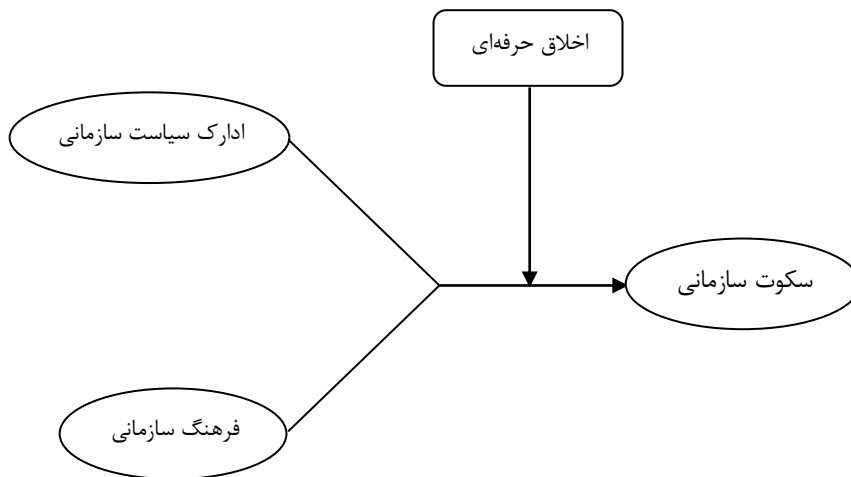 اخلاق حرفه‌ای
ادارک سیاست سازمانی
سکوت سازمانی
فرهنگ سازمانی